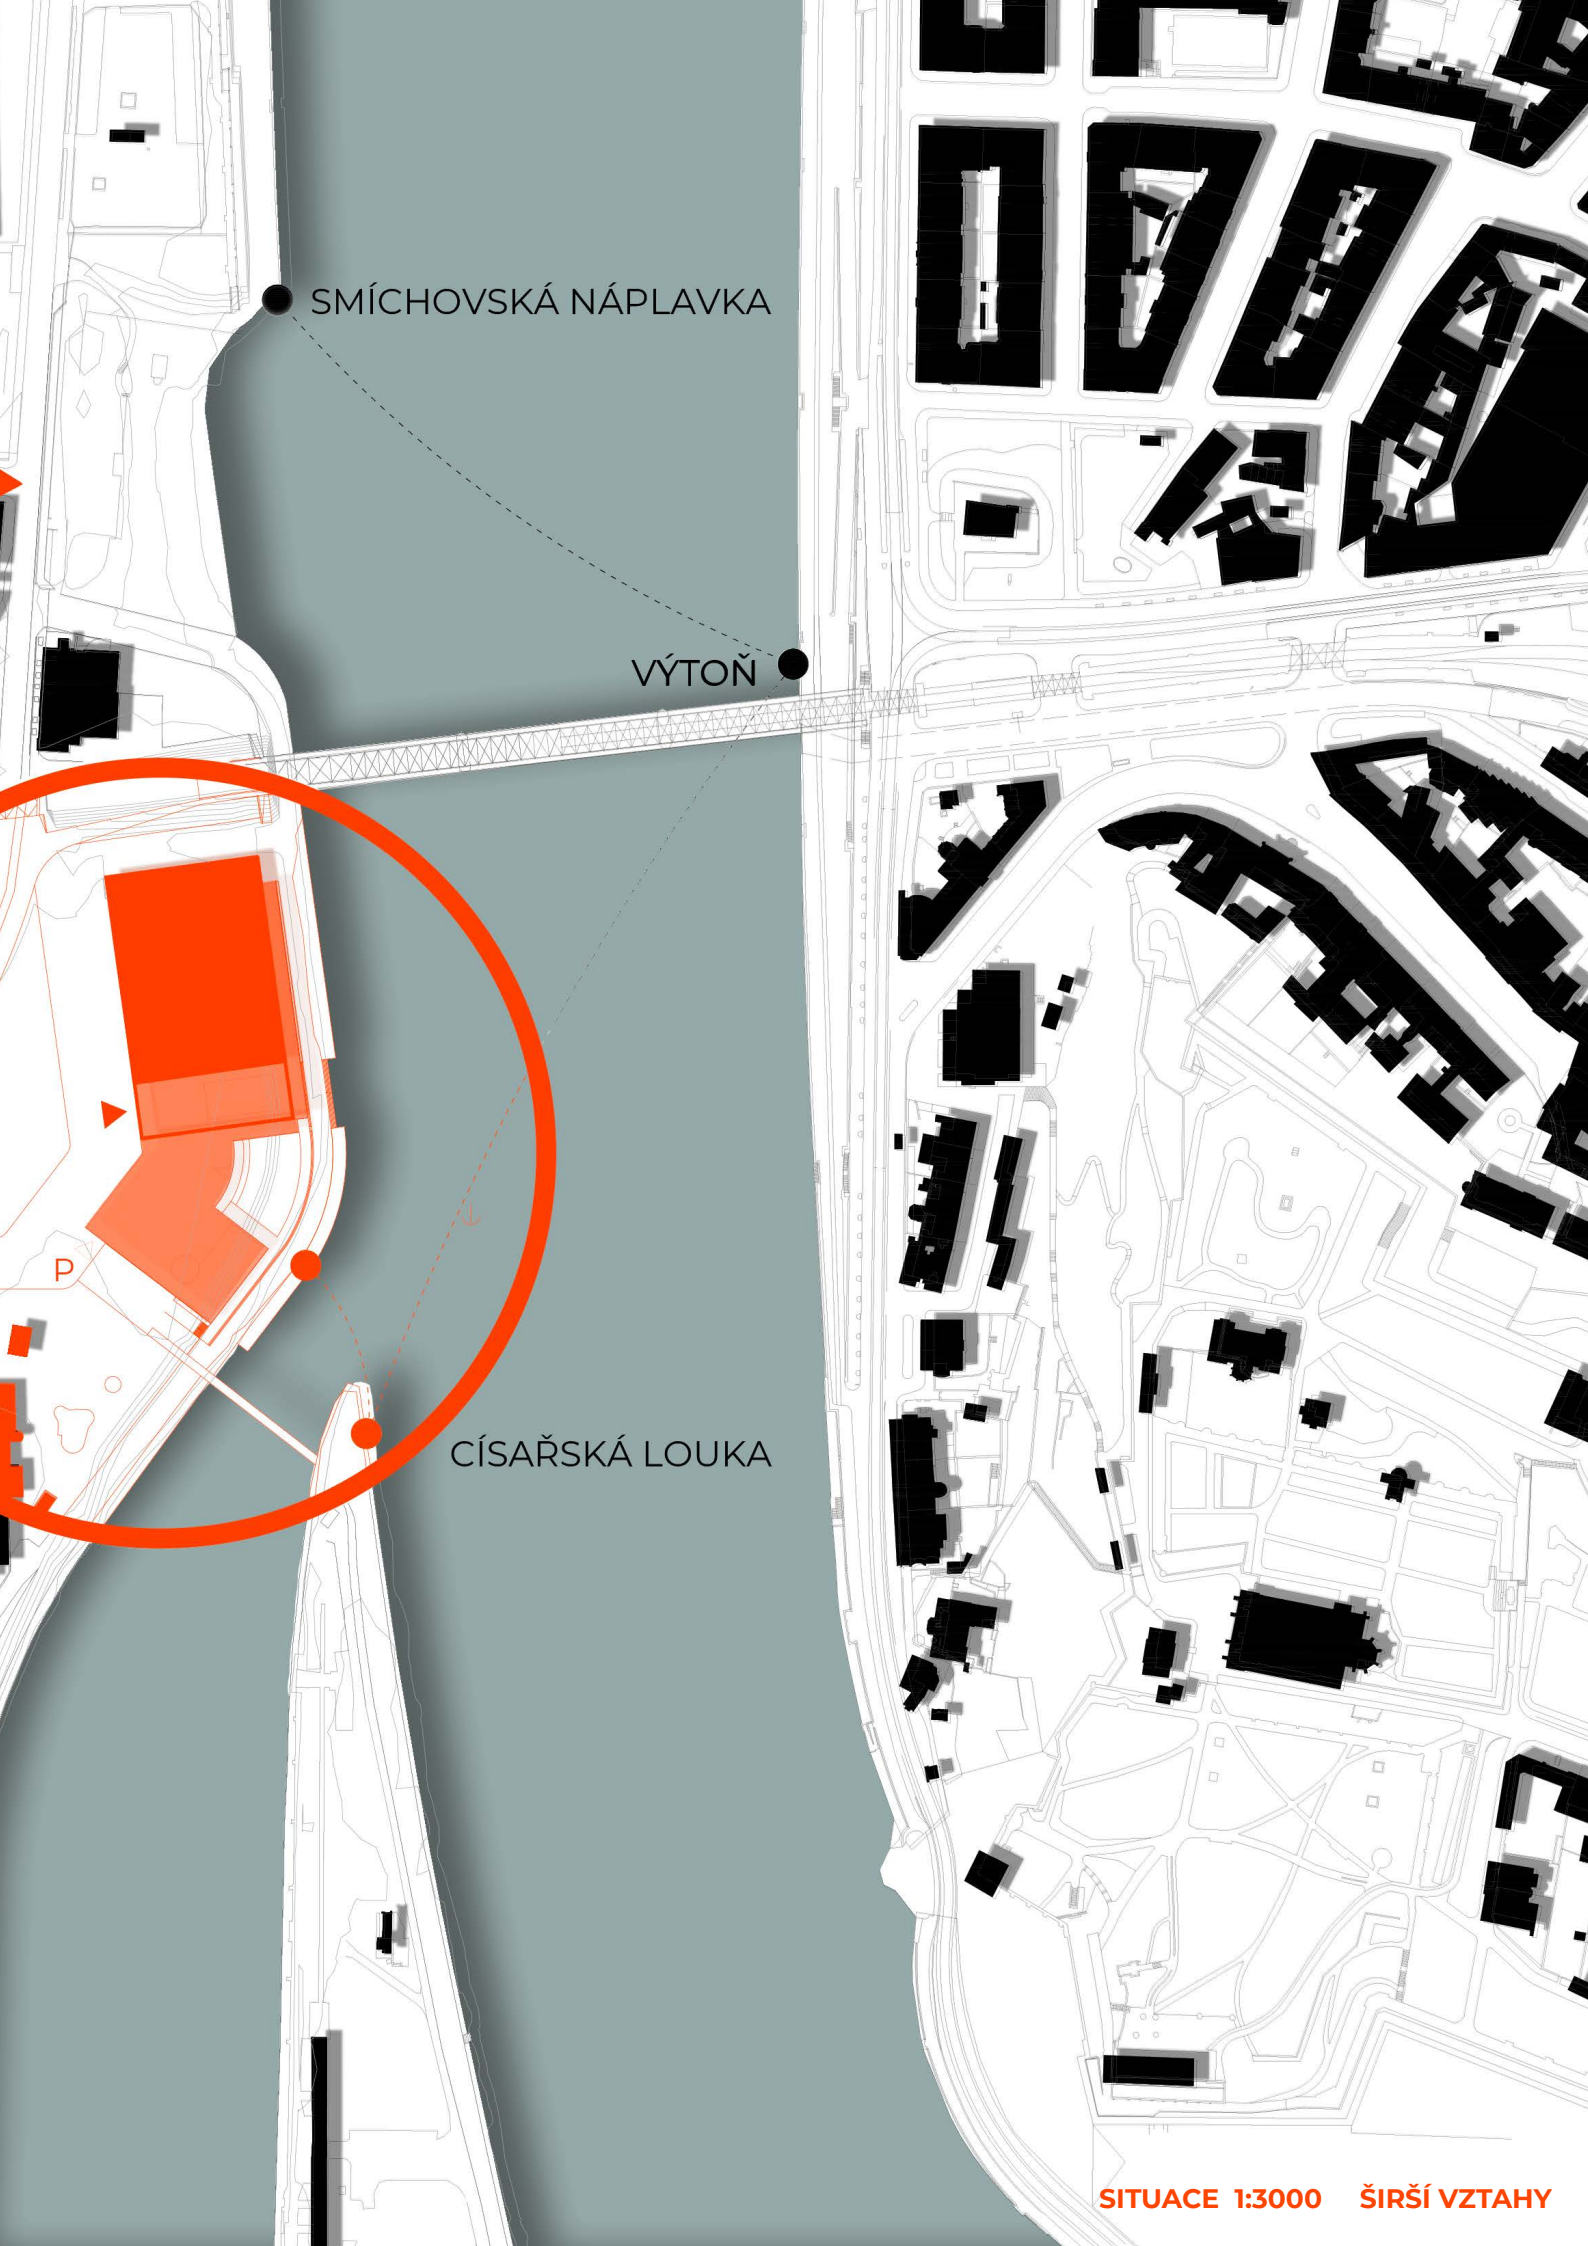 SMÍCHOVSKÁ NÁPLAVKA
VÝTOŇ
P
CÍSAŘSKÁ LOUKA
SITUACE 1:3000 ŠIRŠÍ VZTAHY